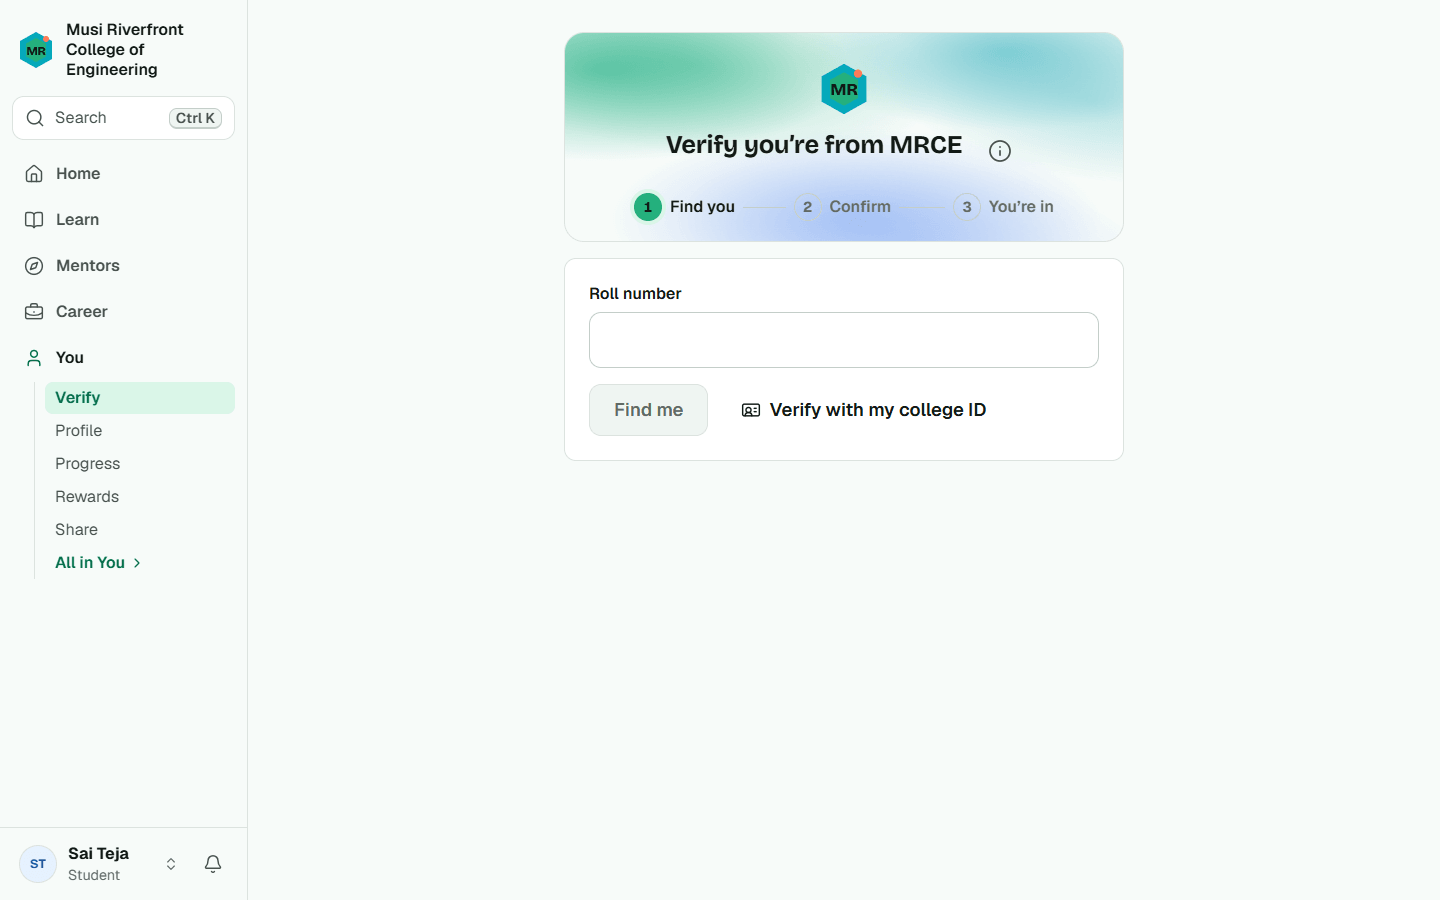 MR
Musi Riverfront
College of
Engineering
Search
Ctrl K
Home
Learn
Mentors
Career
You
Verify
Profile
Progress
Rewards
Share
All in You
ST
Sai Teja
Student
MR
Verify you're from MRCE
1 Find you
2 Confirm
3 You're in
Roll number
Find me
Verify with my college ID